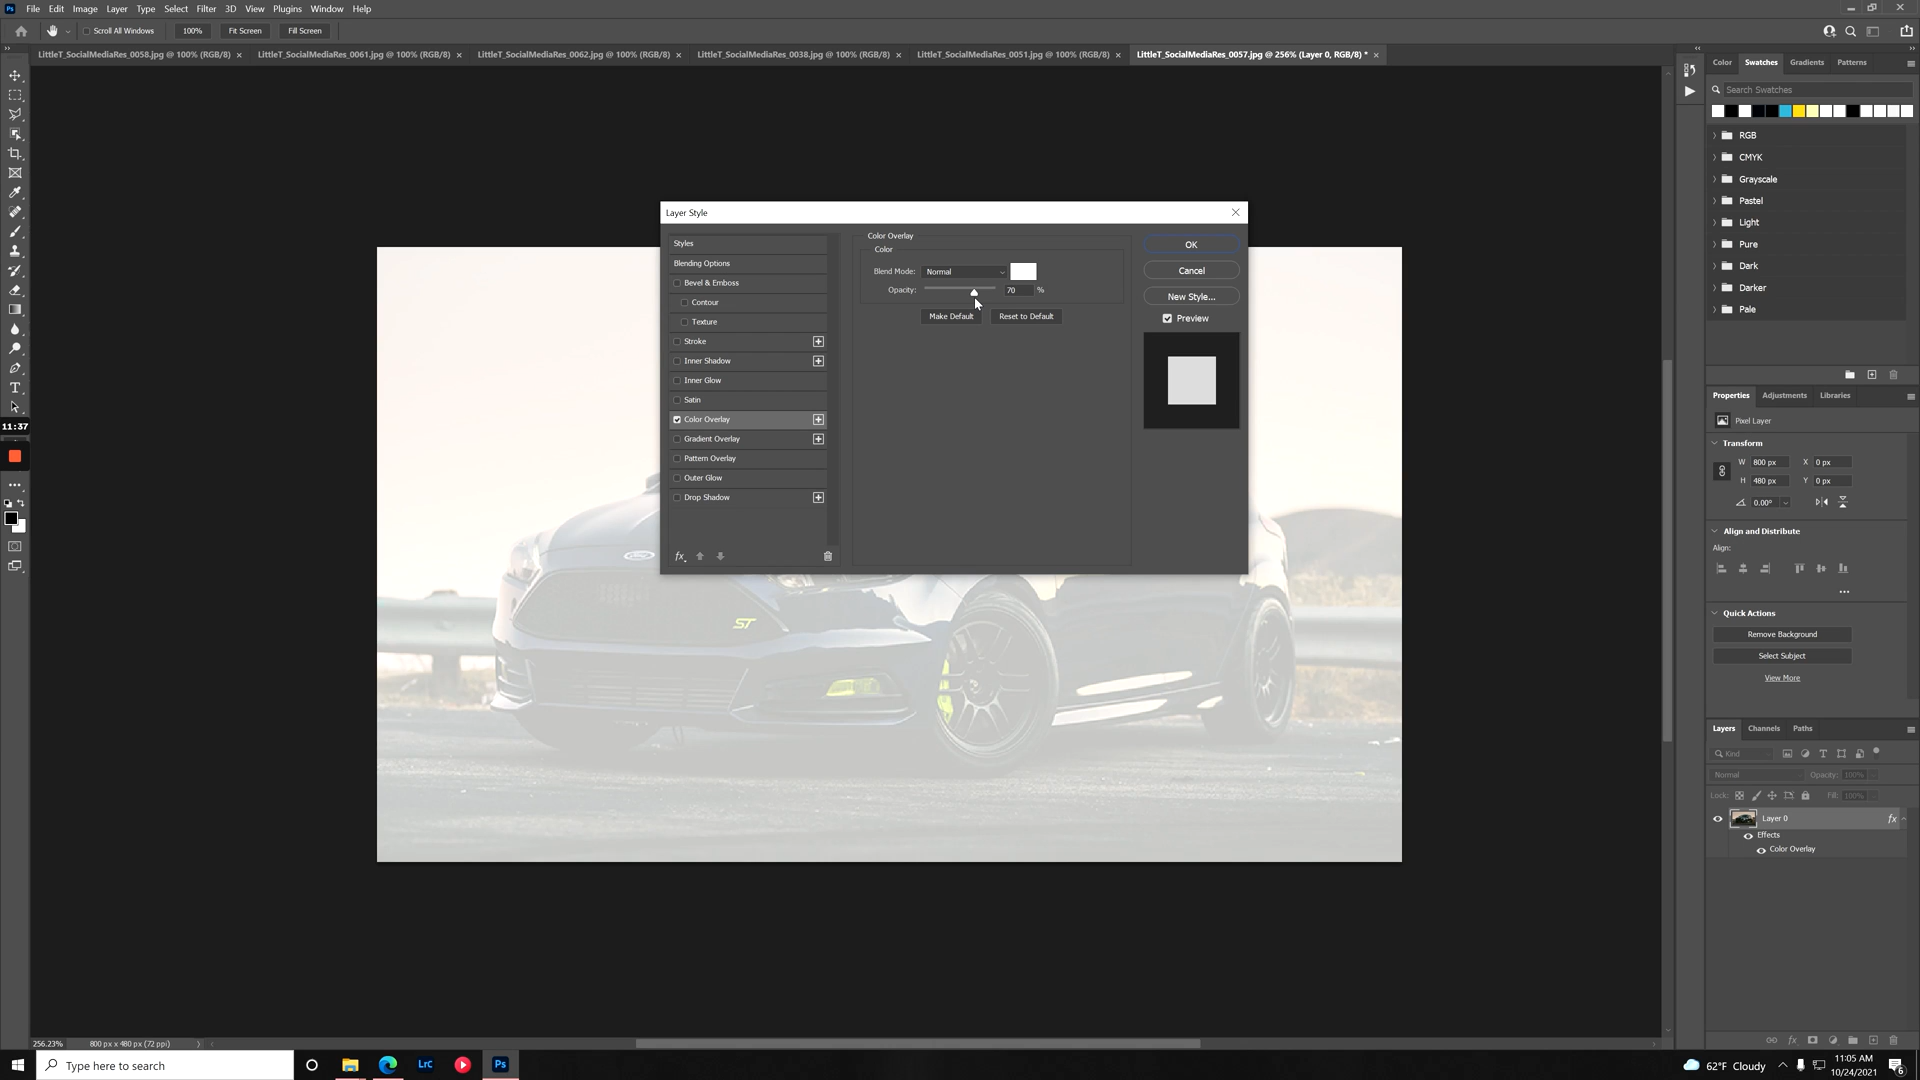 Ps File Edit Image Layer Type Select Filter 3D View Plugins Window Help
Scroll All Windows 100% Fit Screen Fill Screen
LittleT_SocialMediaRes_0058.jpg @ 100% (RGB/8) × LittleT_SocialMediaRes_0061.jpg @ 100% (RGB/8) × LittleT_SocialMediaRes_0062.jpg @ 100% (RGB/8) × LittleT_SocialMediaRes_0038.jpg @ 100% (RGB/8) × LittleT_SocialMediaRes_0051.jpg @ 100% (RGB/8) × LittleT_SocialMediaRes_0057.jpg @ 256% (Layer 0, RGB/8) * ×
11:37
Layer Style
Styles
Blending Options
Bevel & Emboss
Contour
Texture
Stroke
Inner Shadow
Inner Glow
Satin
Color Overlay
Gradient Overlay
Pattern Overlay
Outer Glow
Drop Shadow
fx
Color Overlay
Color
Blend Mode: Normal
Opacity: 70 %
Make Default Reset to Default
OK
Cancel
New Style...
Preview
Ford
ST
Color Swatches Gradients Patterns
Search Swatches
RGB
CMYK
Grayscale
Pastel
Light
Pure
Dark
Darker
Pale
Properties Adjustments Libraries
Pixel Layer
Transform
W 800 px X 0 px
H 480 px Y 0 px
0.00°
Align and Distribute
Align:
Quick Actions
Remove Background
Select Subject
View More
Layers Channels Paths
Kind
Normal Opacity: 100%
Lock: Fill: 100%
Layer 0 fx
Effects
Color Overlay
fx
256.23% 800 px x 480 px (72 ppi)
Type here to search
LrC
Ps
62°F Cloudy
11:05 AM
10/24/2021
6